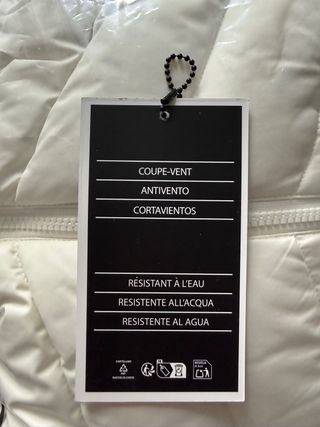 COUPE-VENT
ANTIVENTO
CORTAVIENTOS
RÉSISTANT À L'EAU
RESISTENTE ALL'ACQUA
RESISTENTE AL AGUA